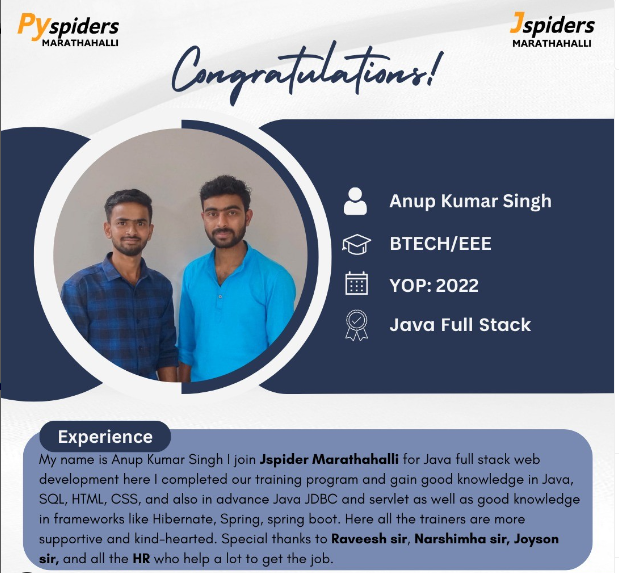 Pyspiders
MARATHAHALLI
Jspiders
MARATHAHALLI
Congratulations!
Anup Kumar Singh
BTECH/EEE
YOP: 2022
Java Full Stack
Experience
My name is Anup Kumar Singh I join Jspider Marathahalli for Java full stack web
development here I completed our training program and gain good knowledge in Java,
SQL, HTML, CSS, and also in advance Java JDBC and servlet as well as good knowledge
in frameworks like Hibernate, Spring, spring boot. Here all the trainers are more
supportive and kind-hearted. Special thanks to Raveesh sir, Narshimha sir, Joyson
sir, and all the HR who help a lot to get the job.